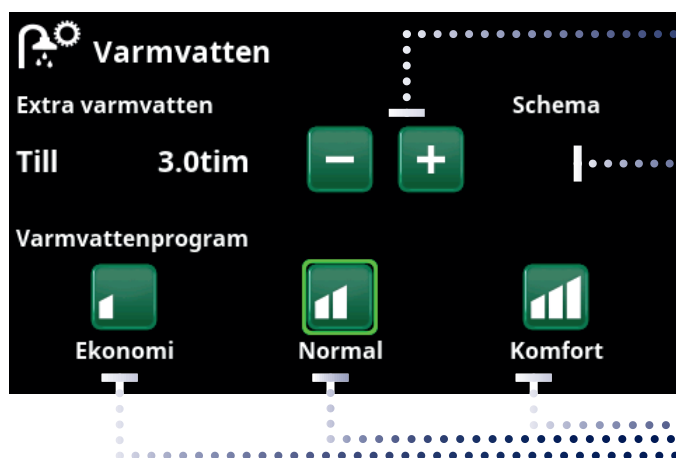 Varmvatten
Extra varmvatten
Schema
Till 3.0tim − +
Varmvattenprogram
Ekonomi Normal Komfort